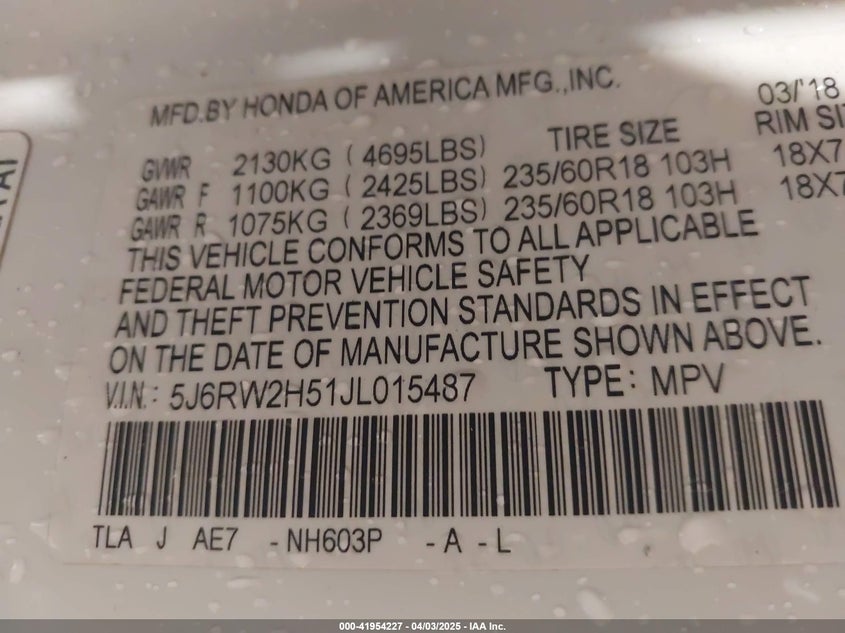 MFD.BY HONDA OF AMERICA MFG.,INC. 03/'18
TIRE SIZE RIM
GVWR 2130KG (4695LBS)
GAWR F 1100KG (2425LBS) 235/60R18 103H 18X7
GAWR R 1075KG (2369LBS) 235/60R18 103H 18X7
THIS VEHICLE CONFORMS TO ALL APPLICABLE
FEDERAL MOTOR VEHICLE SAFETY
AND THEFT PREVENTION STANDARDS IN EFFECT
ON THE DATE OF MANUFACTURE SHOWN ABOVE.
V.I.N.: 5J6RW2H51JL015487 TYPE: MPV
TLA J AE7 -NH603P -A -L
000-41954227 - 04/03/2025 - IAA Inc.